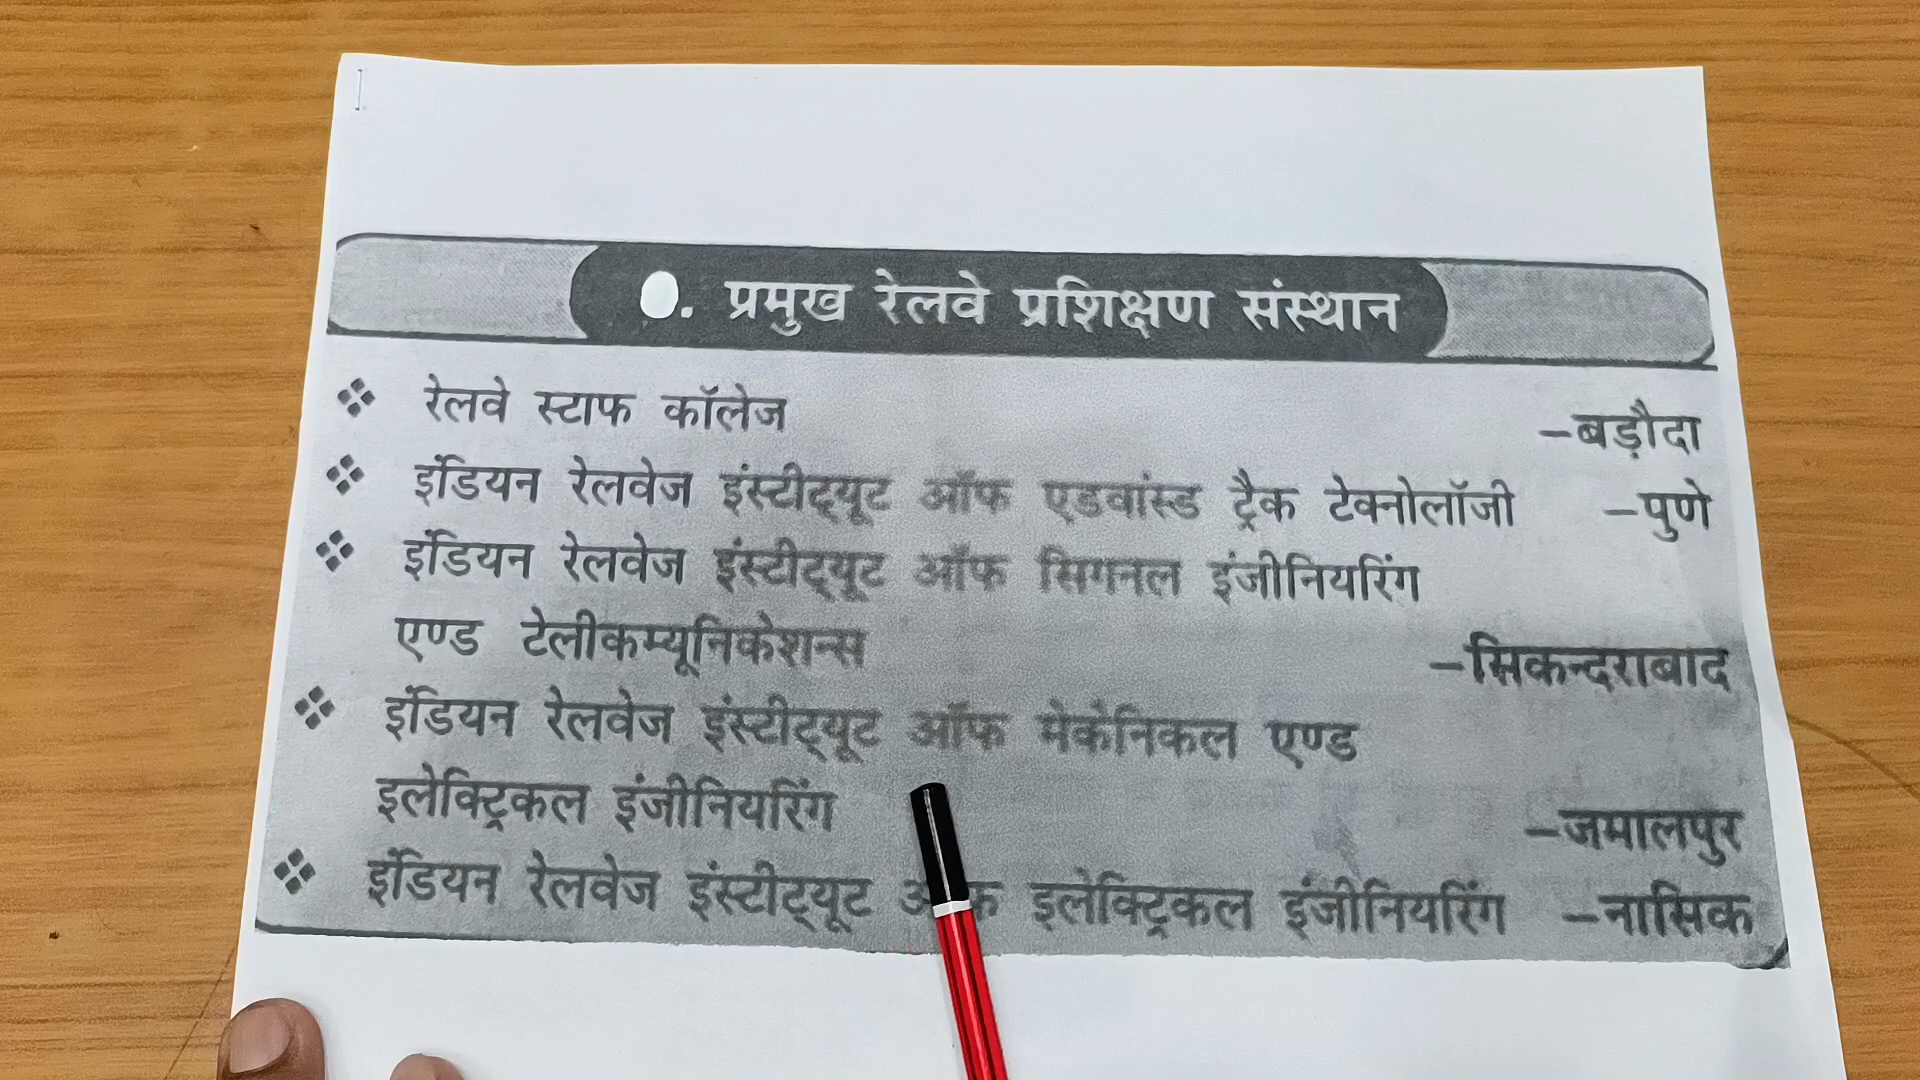 . प्रमुख रेलवे प्रशिक्षण संस्थान
❖ रेलवे स्टाफ कॉलेज –बड़ौदा
❖ इंडियन रेलवेज इंस्टीट्यूट ऑफ एडवांस्ड ट्रैक टेक्नोलॉजी –पुणे
❖ इंडियन रेलवेज इंस्टीट्यूट ऑफ सिगनल इंजीनियरिंग
एण्ड टेलीकम्यूनिकेशन्स –सिकन्दराबाद
❖ इंडियन रेलवेज इंस्टीट्यूट ऑफ मेकेनिकल एण्ड
इलेक्ट्रिकल इंजीनियरिंग –जमालपुर
❖ इंडियन रेलवेज इंस्टीट्यूट ऑफ इलेक्ट्रिकल इंजीनियरिंग –नासिक